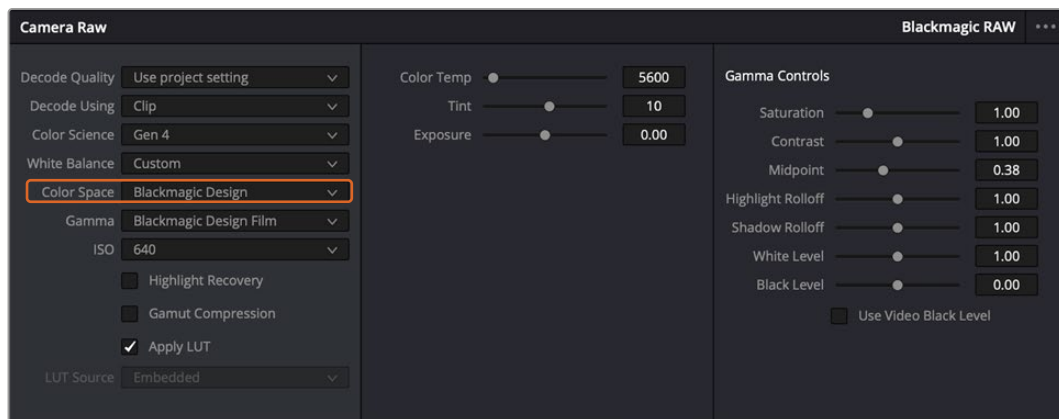 Camera Raw
Blackmagic RAW
Decode Quality Use project setting
Decode Using Clip
Color Science Gen 4
White Balance Custom
Color Space Blackmagic Design
Gamma Blackmagic Design Film
ISO 640
Highlight Recovery
Gamut Compression
Apply LUT
LUT Source Embedded
Color Temp 5600
Tint 10
Exposure 0.00
Gamma Controls
Saturation 1.00
Contrast 1.00
Midpoint 0.38
Highlight Rolloff 1.00
Shadow Rolloff 1.00
White Level 1.00
Black Level 0.00
Use Video Black Level